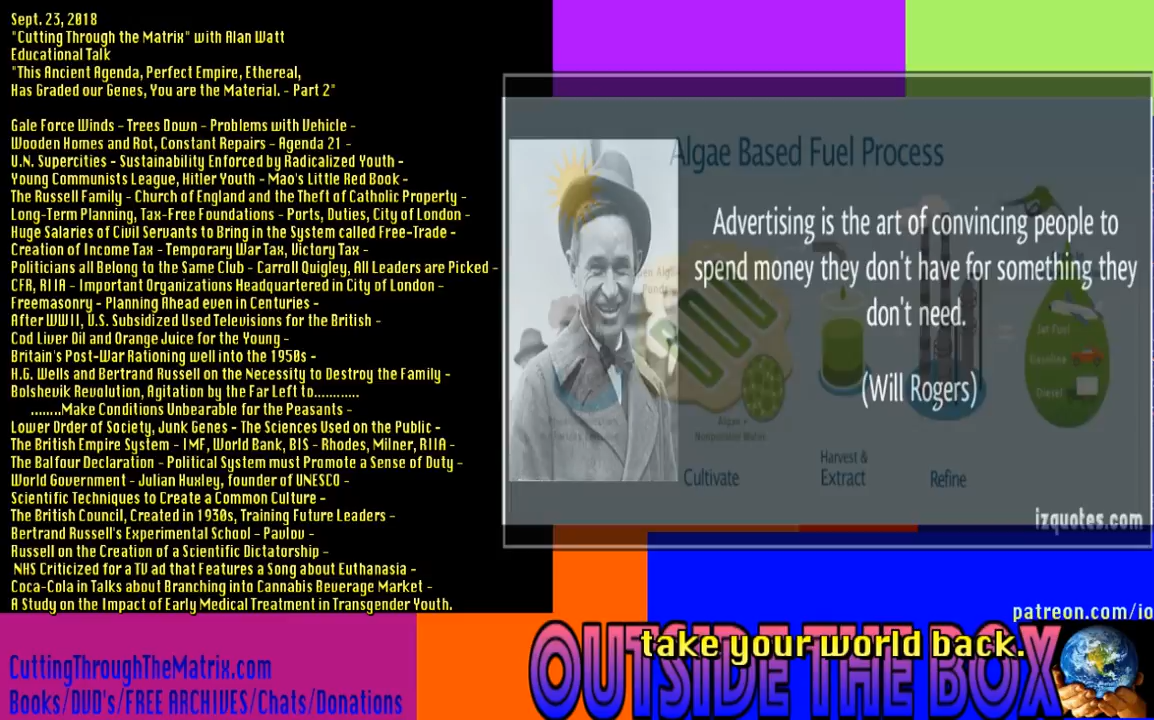 Sept. 23, 2018
"Cutting Through the Matrix" with Alan Watt
Educational Talk
"This Ancient Agenda, Perfect Empire, Ethereal,
Has Graded our Genes, You are the Material. - Part 2"
Gale Force Winds - Trees Down - Problems with Vehicle -
Wooden Homes and Rot, Constant Repairs - Agenda 21 -
U.N. Supercities - Sustainability Enforced by Radicalized Youth -
Young Communists League, Hitler Youth - Mao's Little Red Book -
The Russell Family - Church of England and the Theft of Catholic Property -
Long-Term Planning, Tax-Free Foundations - Ports, Duties, City of London -
Huge Salaries of Civil Servants to Bring in the System called Free-Trade -
Creation of Income Tax - Temporary War Tax, Victory Tax -
Politicians all Belong to the Same Club - Carroll Quigley, All Leaders are Picked -
CFR, RIIA - Important Organizations Headquartered in City of London -
Freemasonry - Planning Ahead even in Centuries -
After WWII, U.S. Subsidized Used Televisions for the British -
Cod Liver Oil and Orange Juice for the Young -
Britain's Post-War Rationing well into the 1950s -
H.G. Wells and Bertrand Russell on the Necessity to Destroy the Family -
Bolshevik Revolution, Agitation by the Far Left to............
........Make Conditions Unbearable for the Peasants -
Lower Order of Society, Junk Genes - The Sciences Used on the Public -
The British Empire System - IMF, World Bank, BIS - Rhodes, Milner, RIIA -
The Balfour Declaration - Political System must Promote a Sense of Duty -
World Government - Julian Huxley, founder of UNESCO -
Scientific Techniques to Create a Common Culture -
The British Council, Created in 1930s, Training Future Leaders -
Bertrand Russell's Experimental School - Pavlov -
Russell on the Creation of a Scientific Dictatorship -
NHS Criticized for a TV ad that Features a Song about Euthanasia -
Coca-Cola in Talks about Branching into Cannabis Beverage Market -
A Study on the Impact of Early Medical Treatment in Transgender Youth.
CuttingThroughTheMatrix.com
Books/DVD's/FREE ARCHIVES/Chats/Donations
Algae Based Fuel Process
Advertising is the art of convincing people to
spend money they don't have for something they
don't need.
(Will Rogers)
Jet Fuel
Gasoline
Diesel
Algae +
Cultivate
Harvest &
Extract
Refine
izquotes.com
patreon.com/io
OUTSIDE THE BOX
take your world back.